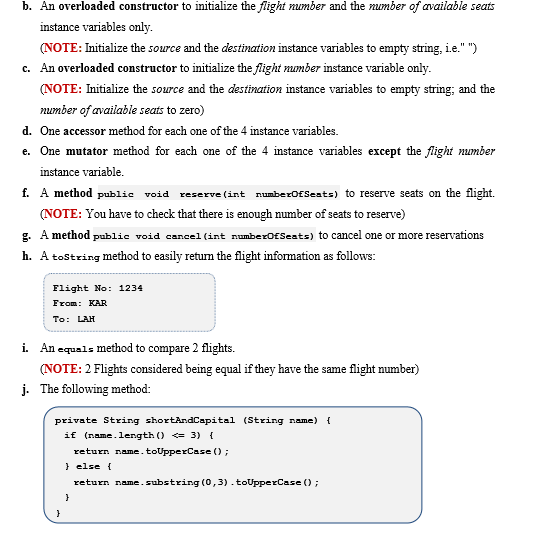 b. An overloaded constructor to initialize the flight number and the number of available seats
instance variables only.
(NOTE: Initialize the source and the destination instance variables to empty string, i.e." ")
c. An overloaded constructor to initialize the flight number instance variable only.
(NOTE: Initialize the source and the destination instance variables to empty string; and the
number of available seats to zero)
d. One accessor method for each one of the 4 instance variables.
e. One mutator method for each one of the 4 instance variables except the flight number
instance variable.
f. A method public void reserve(int numberOfSeats) to reserve seats on the flight.
(NOTE: You have to check that there is enough number of seats to reserve)
g. A method public void cancel(int numberOfSeats) to cancel one or more reservations
h. A toString method to easily return the flight information as follows:
Flight No: 1234
From: KAR
To: LAH
i. An equals method to compare 2 flights.
(NOTE: 2 Flights considered being equal if they have the same flight number)
j. The following method:
private String shortAndCapital (String name) {
if (name.length() <= 3) {
return name.toUpperCase();
} else {
return name.substring(0,3).toUpperCase();
}
}